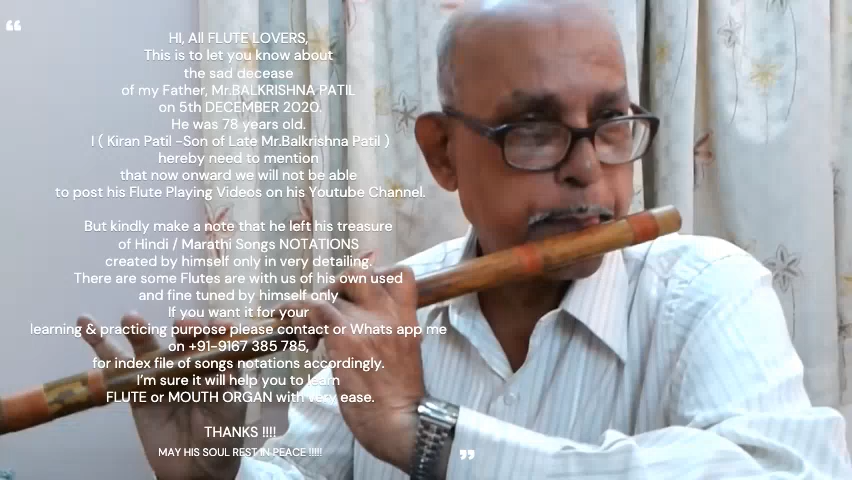 ❝
HI, All FLUTE LOVERS,
This is to let you know about
the sad decease
of my Father, Mr.BALKRISHNA PATIL
on 5th DECEMBER 2020.
He was 78 years old.
I ( Kiran Patil -Son of Late Mr.Balkrishna Patil )
hereby need to mention
that now onward we will not be able
to post his Flute Playing Videos on his Youtube Channel.
But kindly make a note that he left his treasure
of Hindi / Marathi Songs NOTATIONS
created by himself only in very detailing.
There are some Flutes are with us of his own used
and fine tuned by himself only
If you want it for your
learning & practicing purpose please contact or Whats app me
on +91-9167 385 785,
for index file of songs notations accordingly.
I'm sure it will help you to learn
FLUTE or MOUTH ORGAN with very ease.
THANKS !!!!
MAY HIS SOUL REST IN PEACE !!!!!
❞